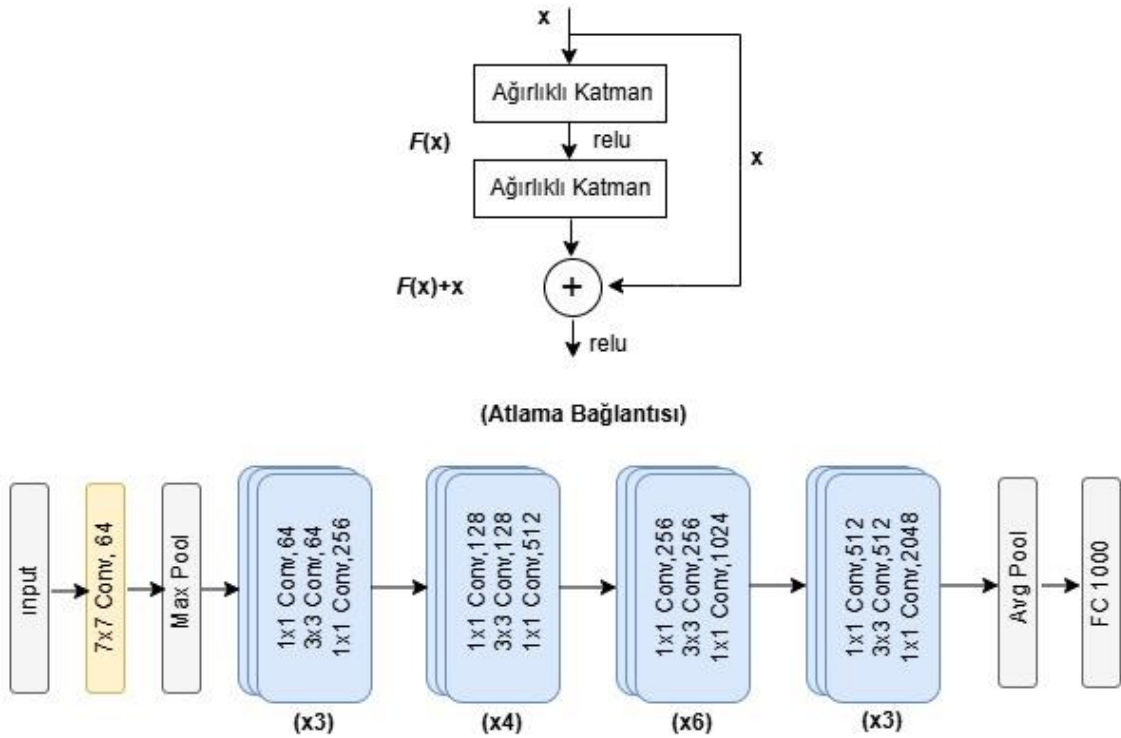 x
Ağırlıklı Katman
F(x)
relu
x
Ağırlıklı Katman
F(x)+x
+
relu
(Atlama Bağlantısı)
input
7x7 Conv, 64
Max Pool
1x1 Conv,64
3x3 Conv,64
1x1 Conv,256
(x3)
1x1 Conv,128
3x3 Conv,128
1x1 Conv,512
(x4)
1x1 Conv,256
3x3 Conv,256
1x1 Conv,1024
(x6)
1x1 Conv,512
3x3 Conv,512
1x1 Conv,2048
(x3)
Avg Pool
FC 1000